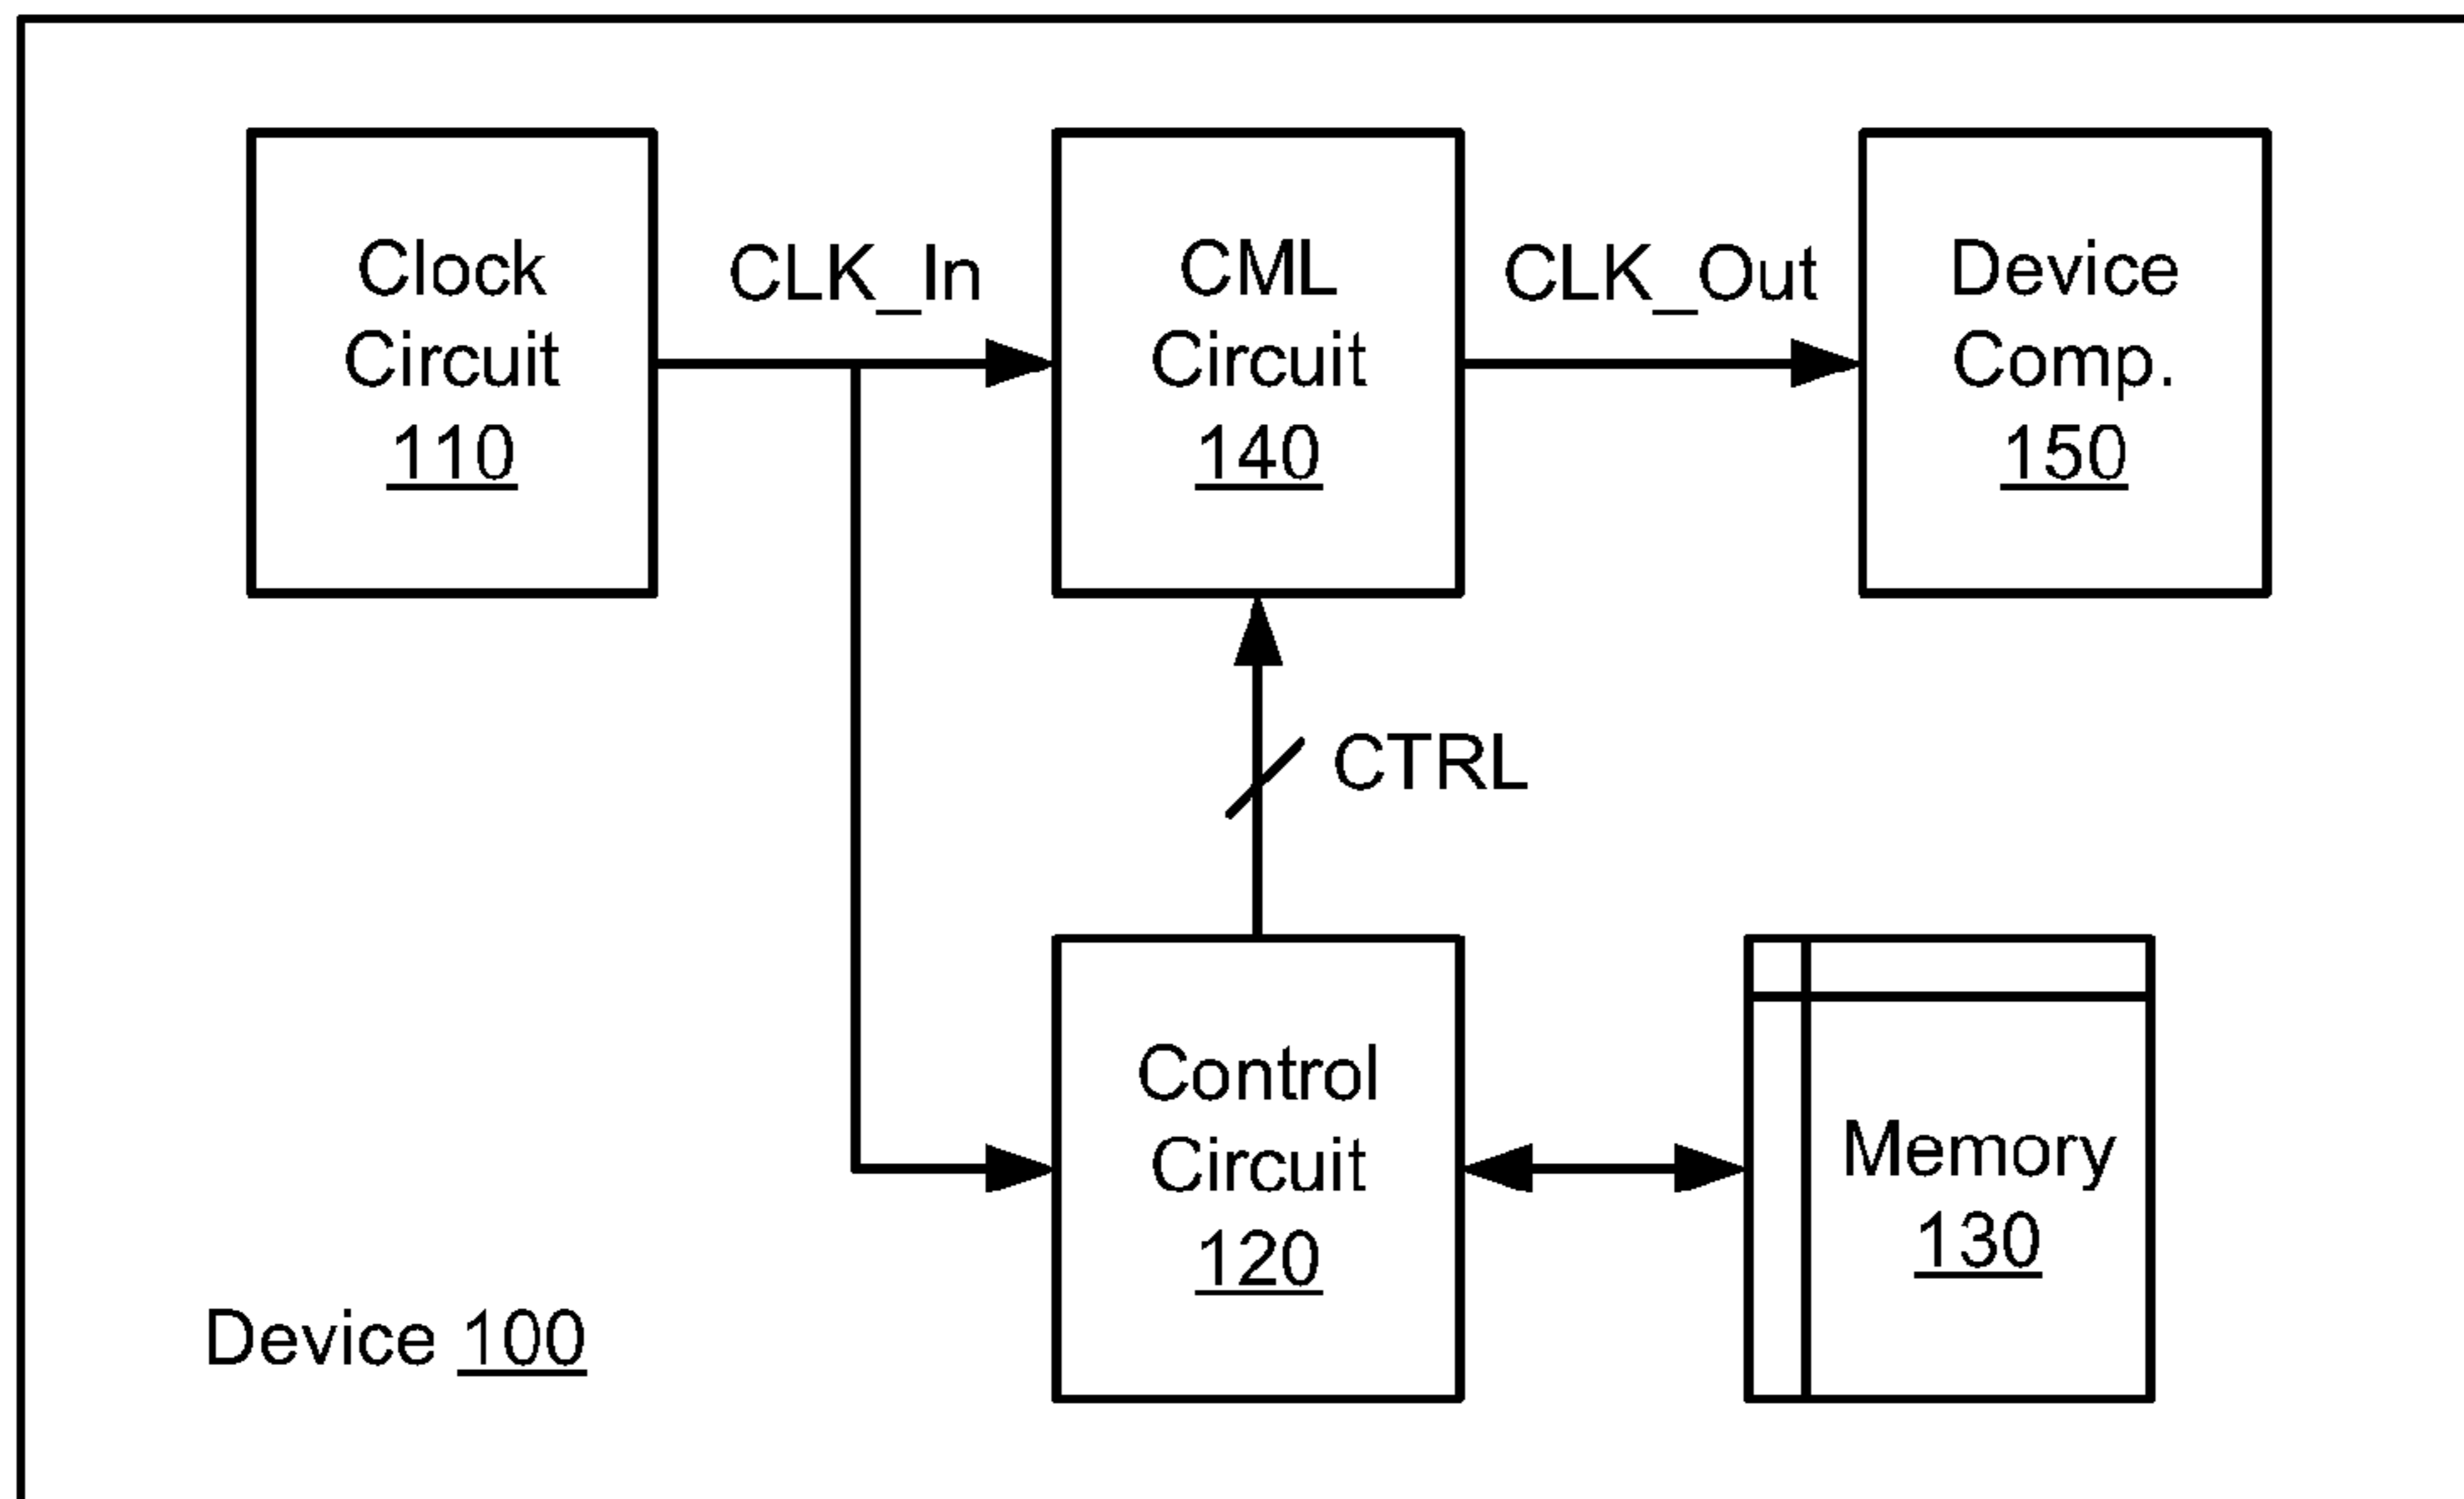 Clock
Circuit
110
CLK_In
CML
Circuit
140
CLK_Out
Device
Comp.
150
CTRL
Control
Circuit
120
Memory
130
Device 100